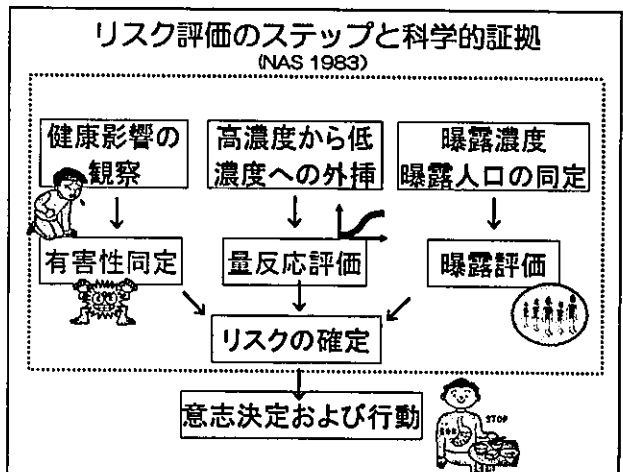 リスク評価のステップと科学的証拠
(NAS 1983)
健康影響の
観察
高濃度から低
濃度への外挿
曝露濃度
曝露人口の同定
有害性同定
量反応評価
曝露評価
リスクの確定
意志決定および行動
STOP